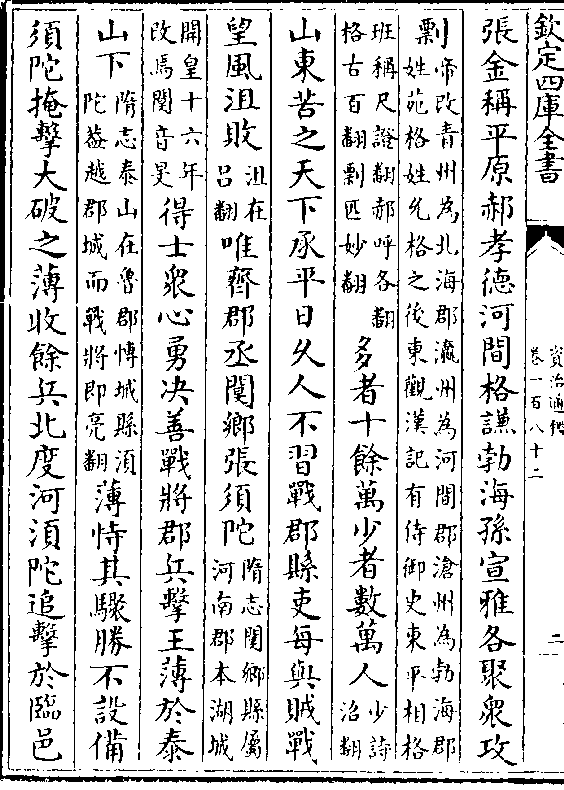 欽定四庫全書
資治通鑑
卷一百八十二
二
張金稱平原郝孝德河間格謙勃海孫宣雅各聚衆攻
剽帝改青州為北海郡瀛州為河間郡滄州為勃海郡
姓苑格姓允格之後東觀漢記有侍御史東平相格
班稱尺證翻郝呼各翻
格古百翻剽匹妙翻多者十餘萬少者數萬人少詩
沼翻
山東苦之天下承平日久人不習戰郡縣吏每與賊戰
望風沮敗沮在
呂翻唯齊郡丞閿鄉張須陀隋志閿鄉縣屬
河南郡本湖城
開皇十六年
改焉閿音旻得士衆心勇决善戰將郡兵擊王薄於泰
山下隋志泰山在魯郡博城縣須
陀葢越郡城而戰將即亮翻薄恃其驟勝不設備
須陀掩擊大破之薄收餘兵北度河須陀追擊於臨邑